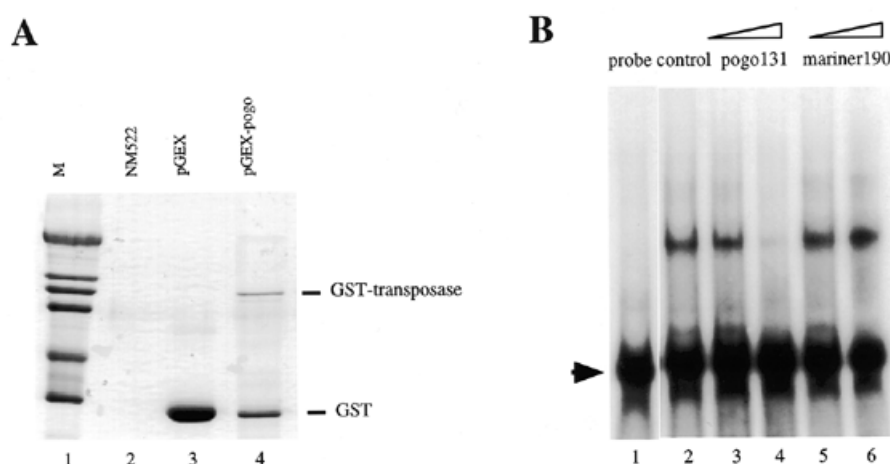 A
M
NM522
pGEX
pGEX-pogo
GST-transposase
GST
1 2 3 4
B
probe control pogo131 mariner190
1 2 3 4 5 6